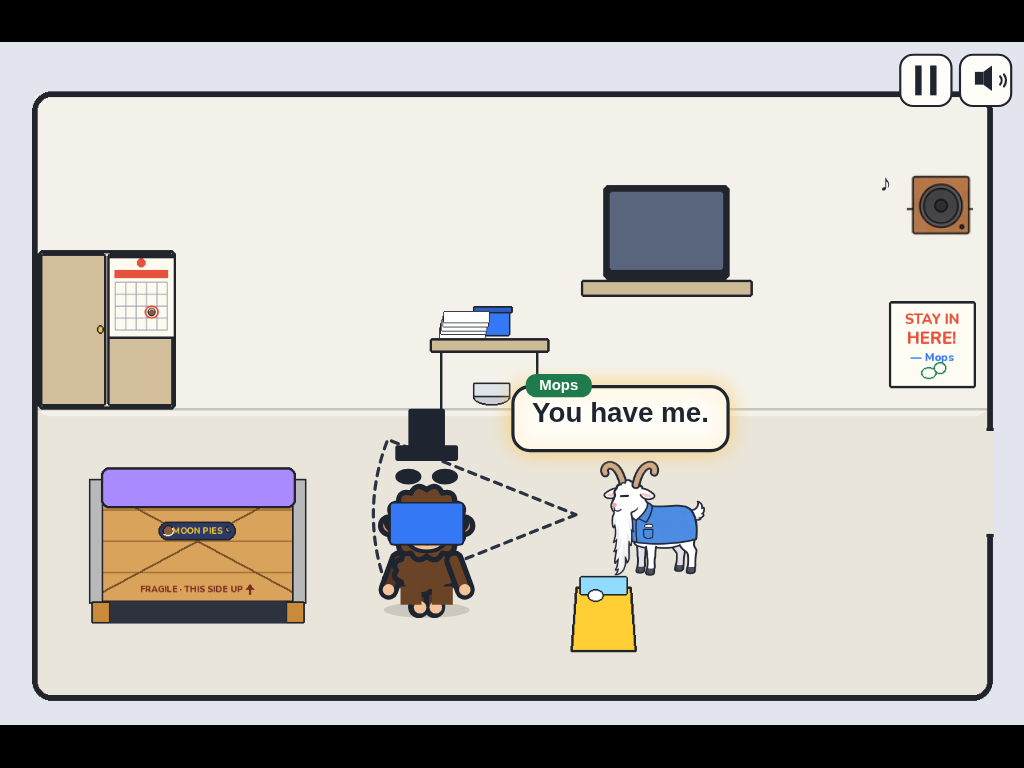 STAY IN
HERE!
— Mops
Mops
You have me.
MOON PIES
FRAGILE · THIS SIDE UP